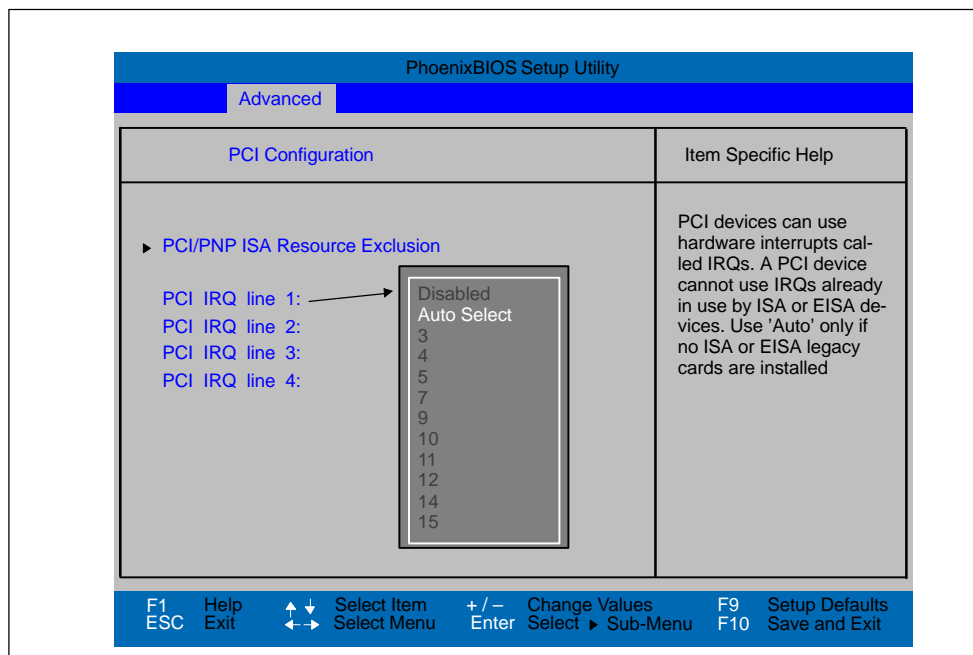 PhoenixBIOS Setup Utility
Advanced
PCI Configuration
Item Specific Help
PCI/PNP ISA Resource Exclusion
PCI IRQ line 1:
PCI IRQ line 2:
PCI IRQ line 3:
PCI IRQ line 4:
Disabled
Auto Select
3
4
5
7
9
10
11
12
14
15
PCI devices can use
hardware interrupts cal-
led IRQs. A PCI device
cannot use IRQs already
in use by ISA or EISA de-
vices. Use ’Auto’ only if
no ISA or EISA legacy
cards are installed
F1 Help Select Item + / – Change Values F9 Setup Defaults
ESC Exit Select Menu Enter Select ▶ Sub-Menu F10 Save and Exit